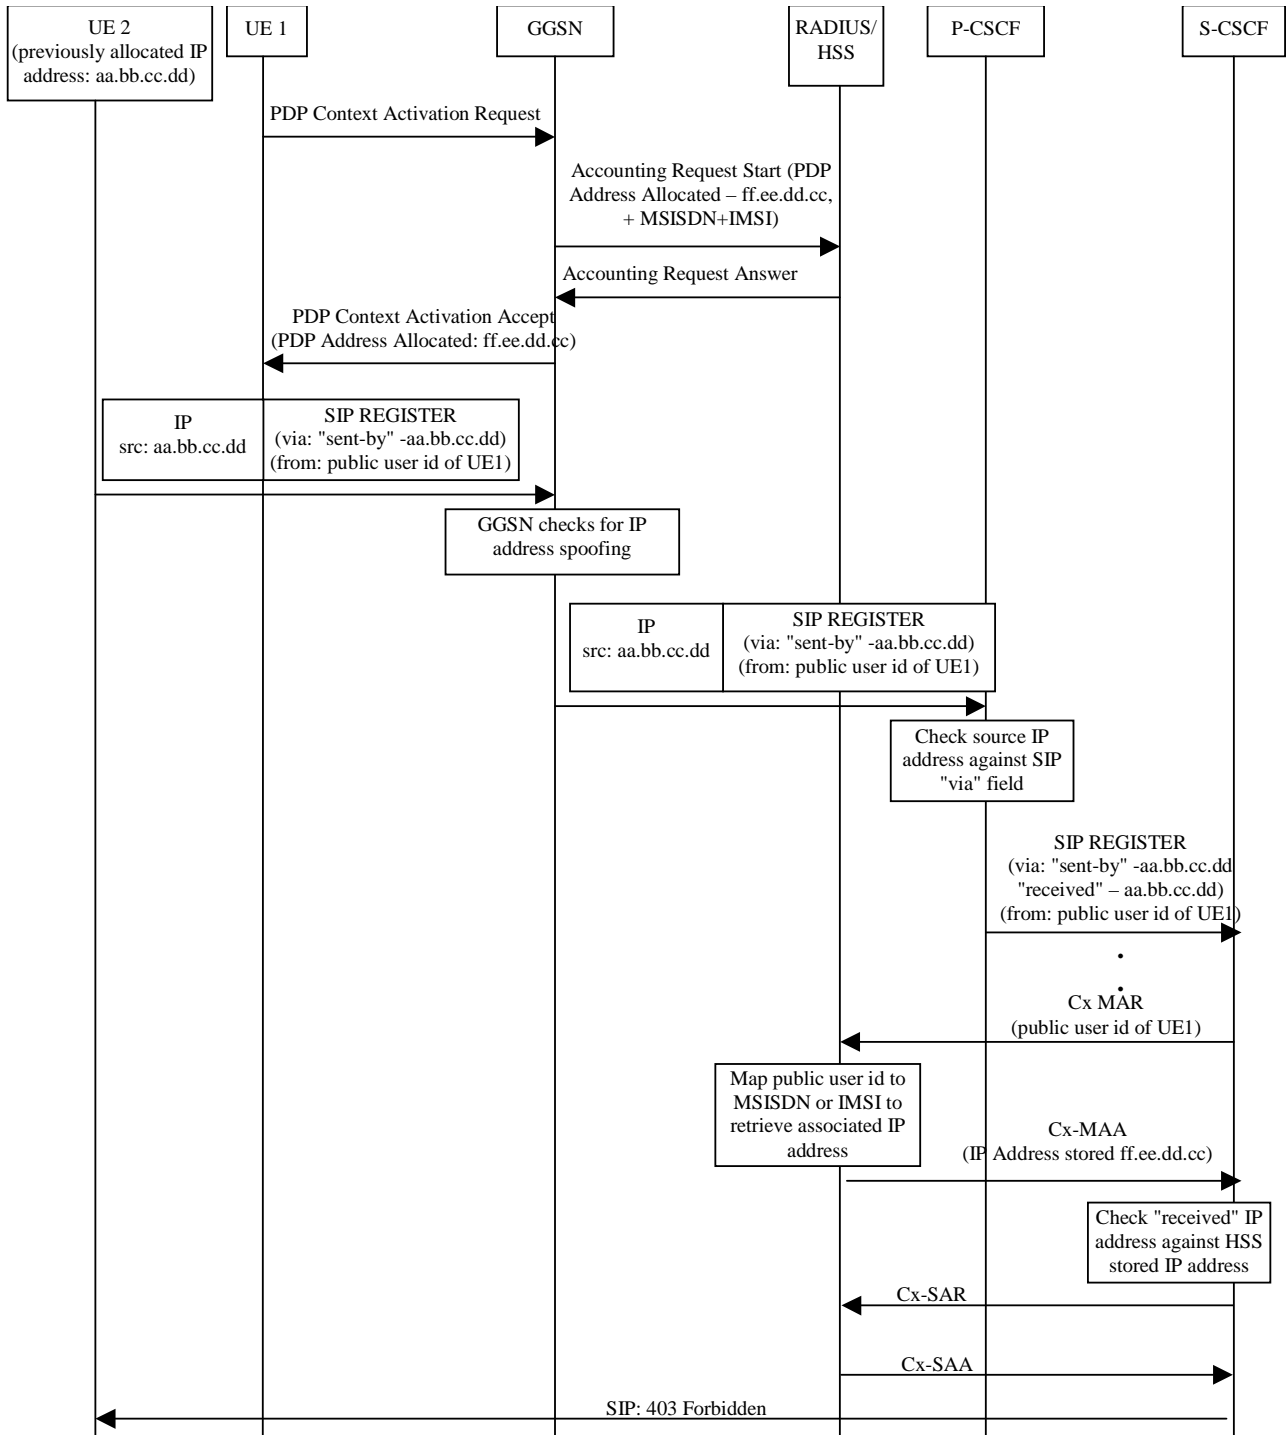 UE 2
(previously allocated IP
address: aa.bb.cc.dd)
UE 1
GGSN
RADIUS/
HSS
P-CSCF
S-CSCF
PDP Context Activation Request
Accounting Request Start (PDP
Address Allocated – ff.ee.dd.cc,
+ MSISDN+IMSI)
Accounting Request Answer
PDP Context Activation Accept
(PDP Address Allocated: ff.ee.dd.cc)
IP
src: aa.bb.cc.dd
SIP REGISTER
(via: "sent-by" -aa.bb.cc.dd)
(from: public user id of UE1)
GGSN checks for IP
address spoofing
IP
src: aa.bb.cc.dd
SIP REGISTER
(via: "sent-by" -aa.bb.cc.dd)
(from: public user id of UE1)
Check source IP
address against SIP
"via" field
SIP REGISTER
(via: "sent-by" -aa.bb.cc.dd
"received" – aa.bb.cc.dd)
(from: public user id of UE1)
.
.
Cx MAR
(public user id of UE1)
Map public user id to
MSISDN or IMSI to
retrieve associated IP
address
Cx-MAA
(IP Address stored ff.ee.dd.cc)
Check "received" IP
address against HSS
stored IP address
Cx-SAR
Cx-SAA
SIP: 403 Forbidden